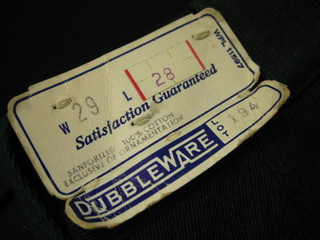 WPL 11897
W 29 L 28
Satisfaction Guaranteed
SANFORIZED 100% COTTON
EXCLUSIVE OF ORNAMENTATION
DUBBLEWARE
LOT 194